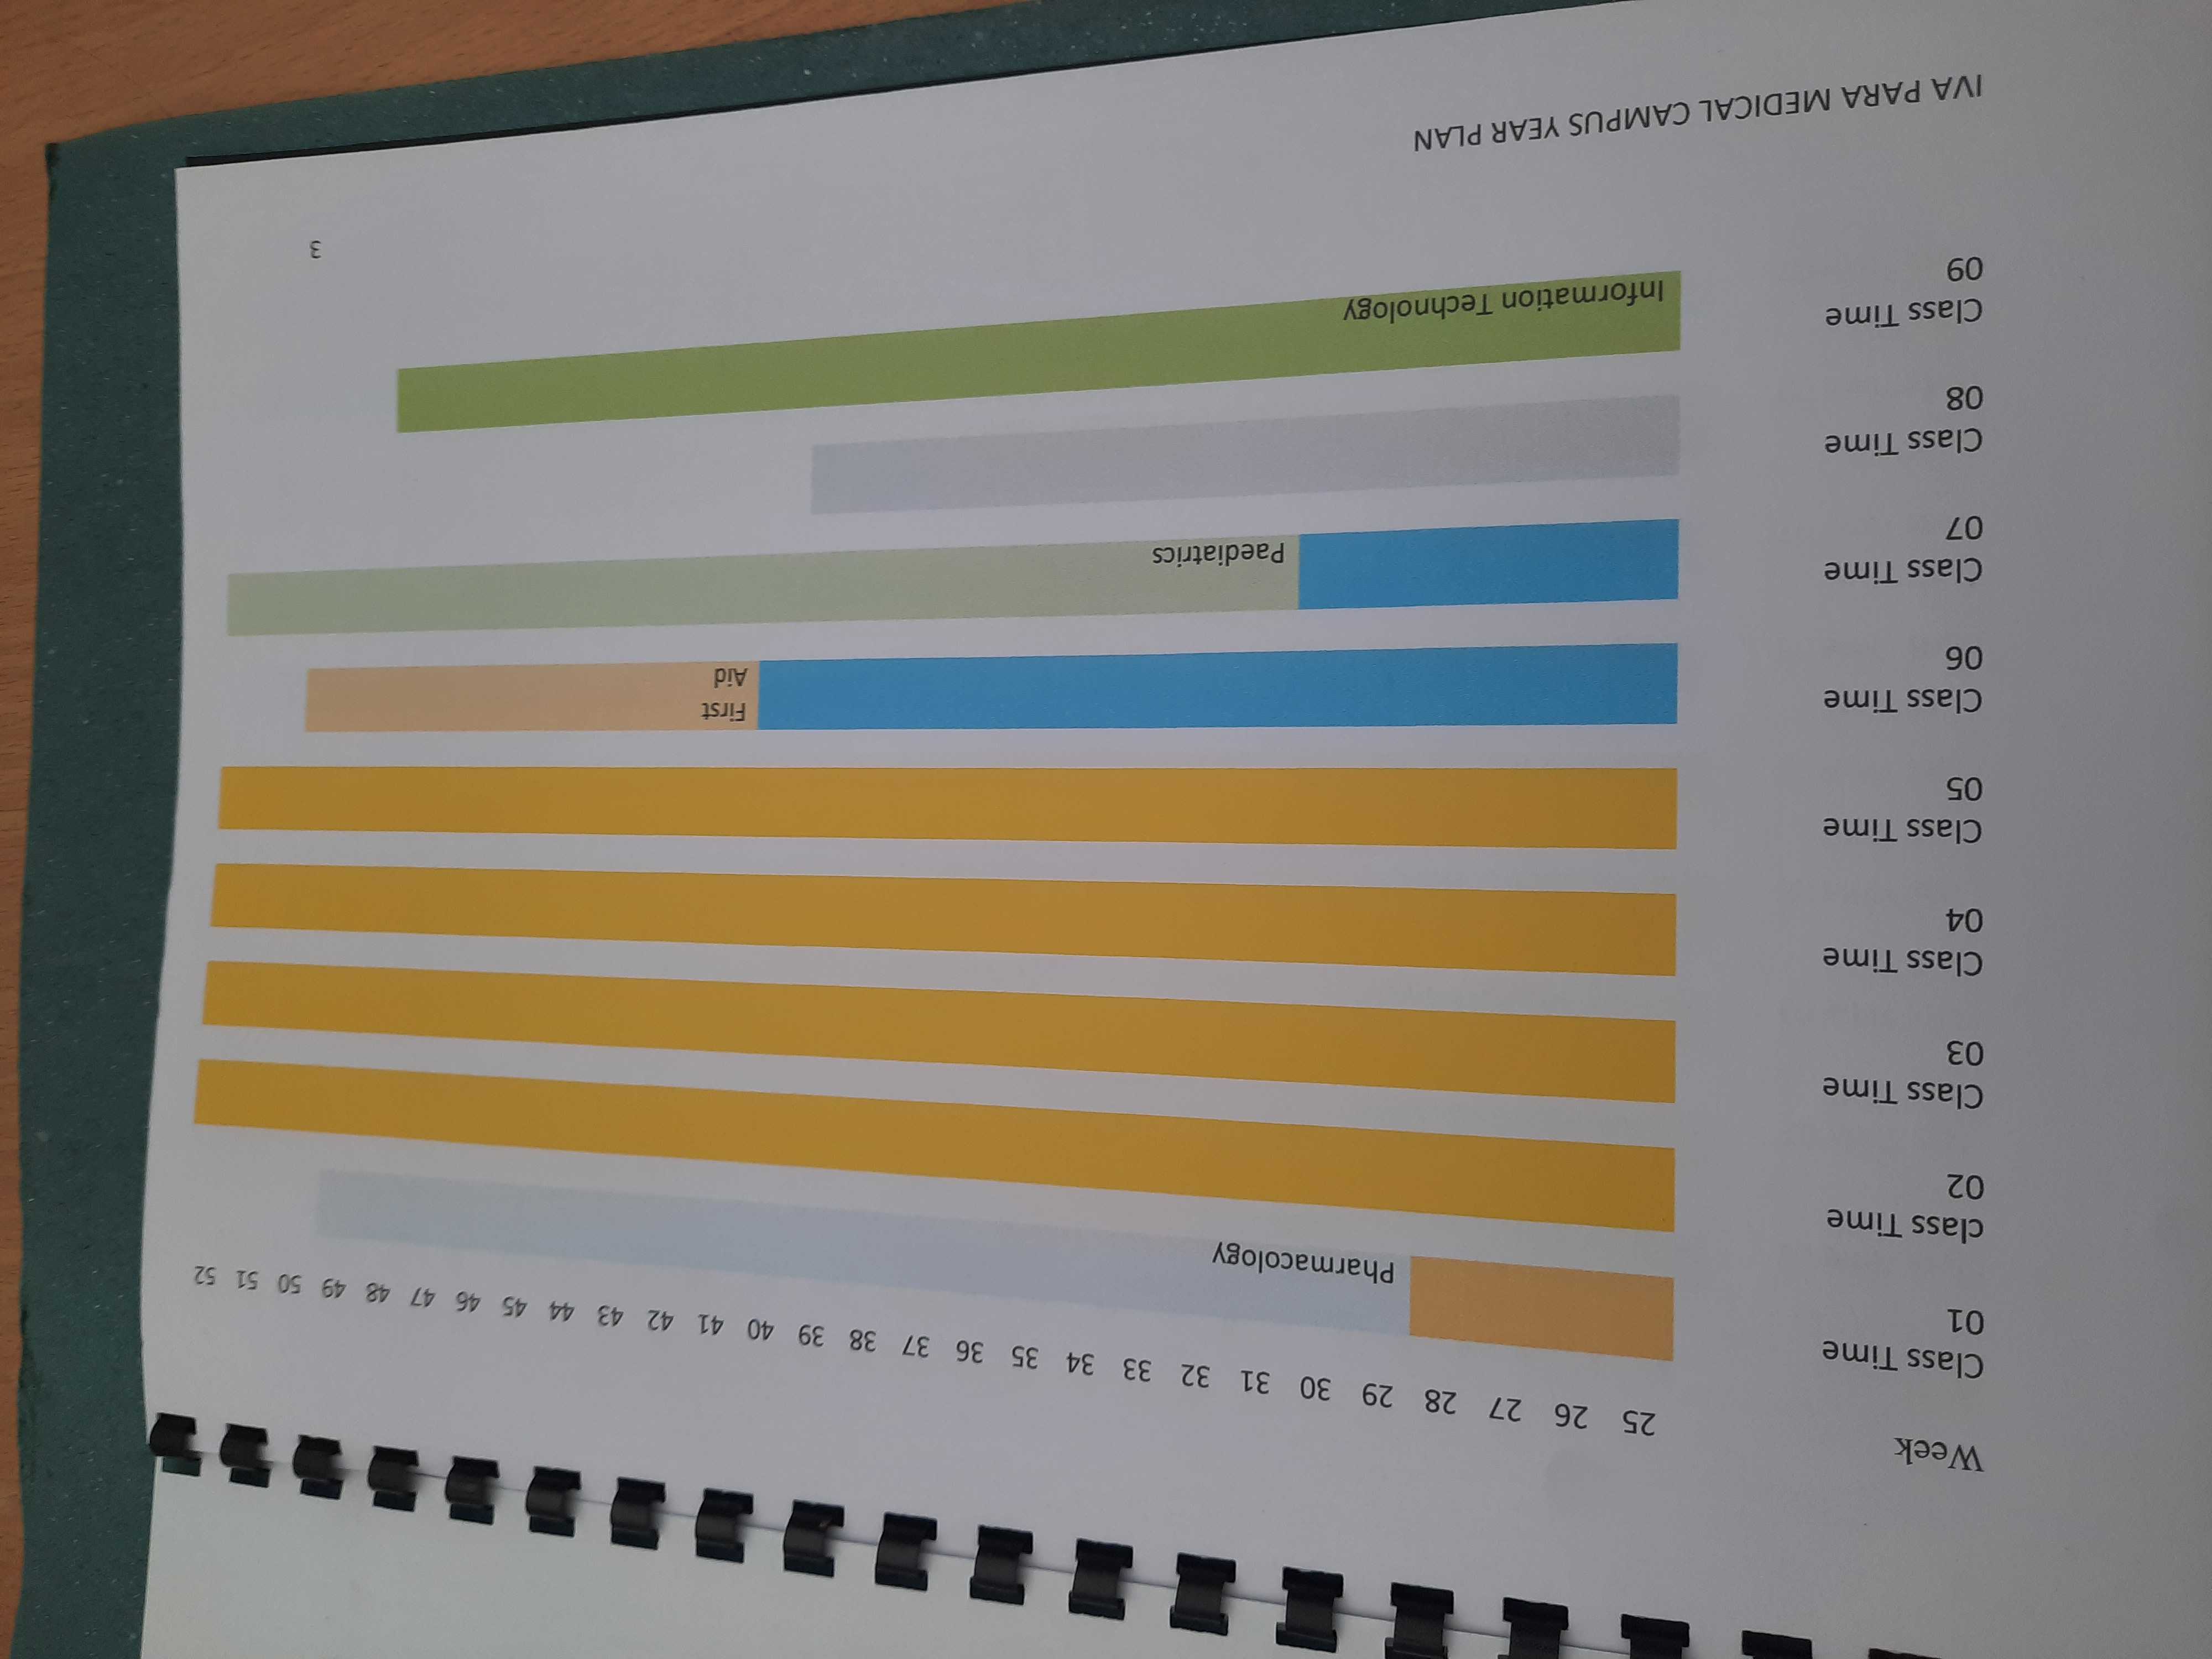 Week
25 26 27 28 29 30 31 32 33 34 35 36 37 38 39 40 41 42 43 44 45 46 47 48 49 50 51 52
Class Time
01
Pharmacology
class Time
02
Class Time
03
Class Time
04
Class Time
05
Class Time
06
First
Aid
Class Time
07
Paediatrics
Class Time
08
Class Time
09
Information Technology
3
IVA PARA MEDICAL CAMPUS YEAR PLAN